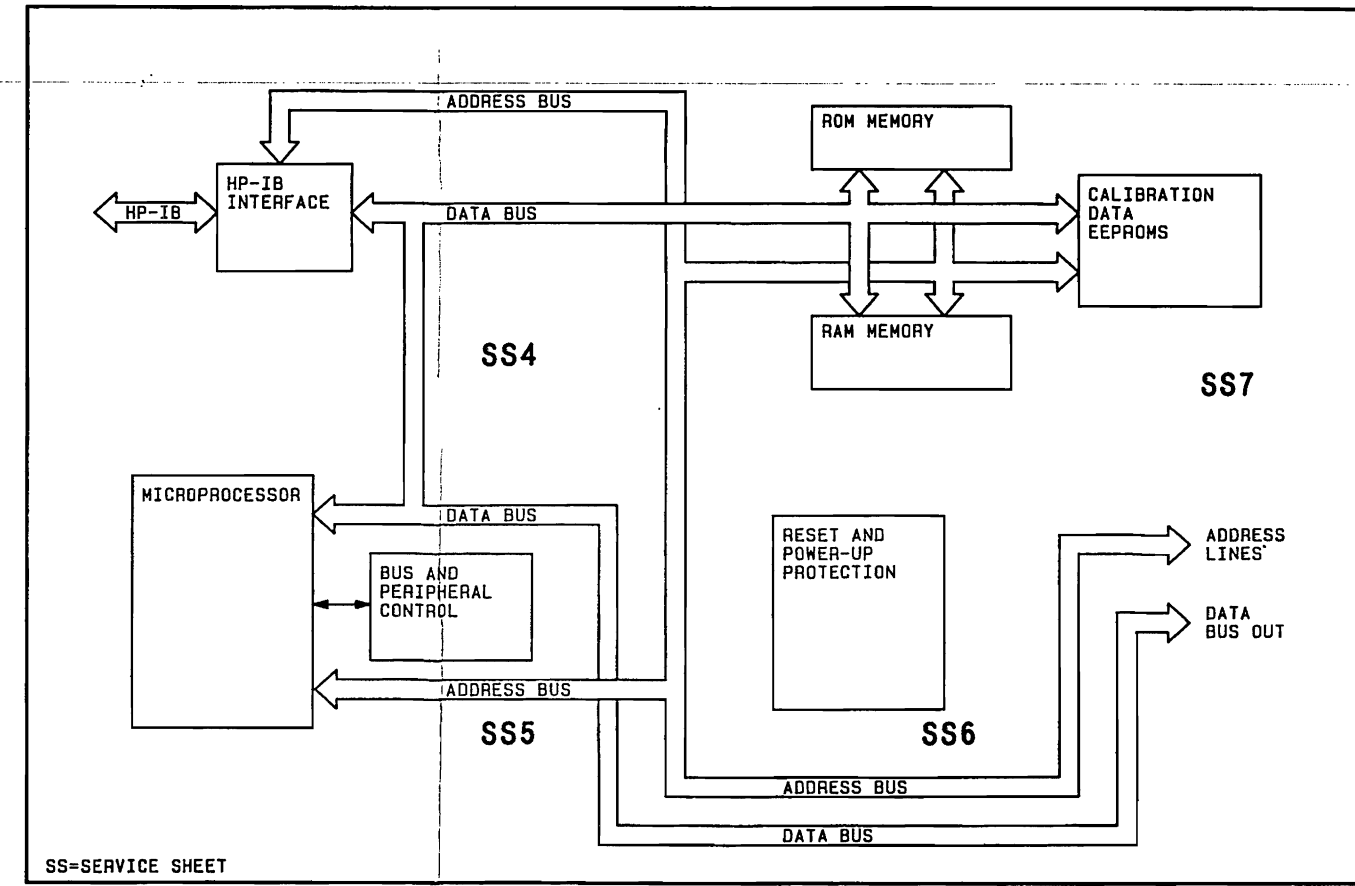 ADDRESS BUS
ROM MEMORY
HP-IB
INTERFACE
HP-IB
DATA BUS
CALIBRATION
DATA
EEPROMS
RAM MEMORY
SS4
SS7
MICROPROCESSOR
DATA BUS
RESET AND
POWER-UP
PROTECTION
ADDRESS
LINES
BUS AND
PERIPHERAL
CONTROL
DATA
BUS OUT
ADDRESS BUS
SS5
SS6
ADDRESS BUS
DATA BUS
SS=SERVICE SHEET